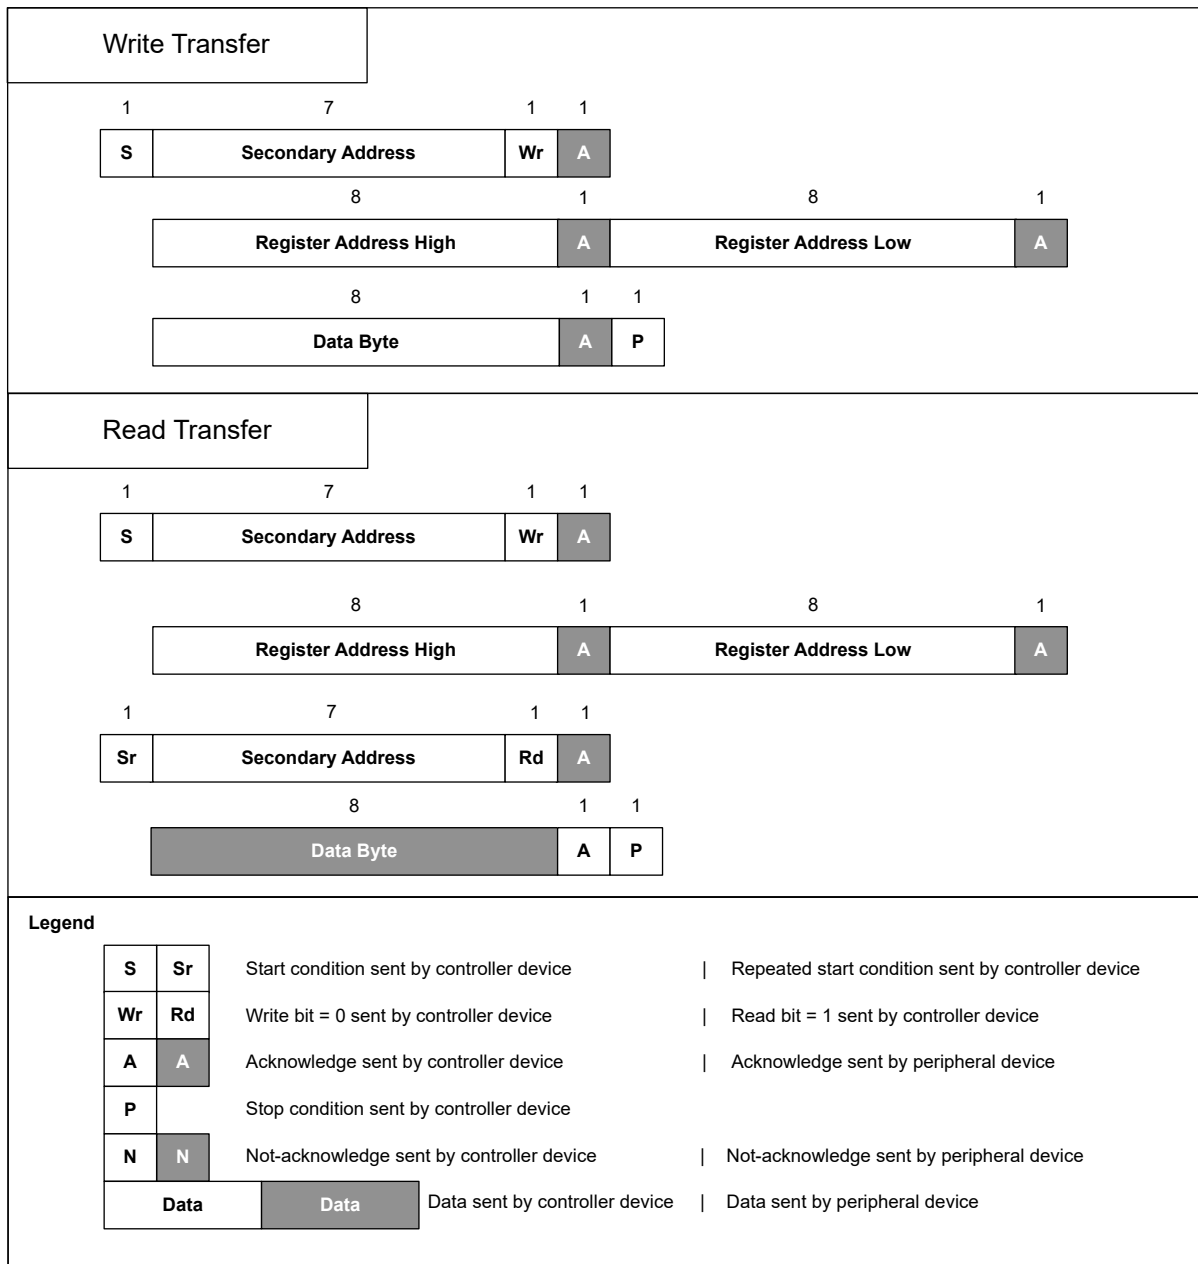 Write Transfer
1 7 1 1
S Secondary Address Wr A
8 1 8 1
Register Address High A Register Address Low A
8 1 1
Data Byte A P
Read Transfer
1 7 1 1
S Secondary Address Wr A
8 1 8 1
Register Address High A Register Address Low A
1 7 1 1
Sr Secondary Address Rd A
8 1 1
Data Byte A P
Legend
S Sr Start condition sent by controller device | Repeated start condition sent by controller device
Wr Rd Write bit = 0 sent by controller device | Read bit = 1 sent by controller device
A A Acknowledge sent by controller device | Acknowledge sent by peripheral device
P Stop condition sent by controller device
N N Not-acknowledge sent by controller device | Not-acknowledge sent by peripheral device
Data Data Data sent by controller device | Data sent by peripheral device